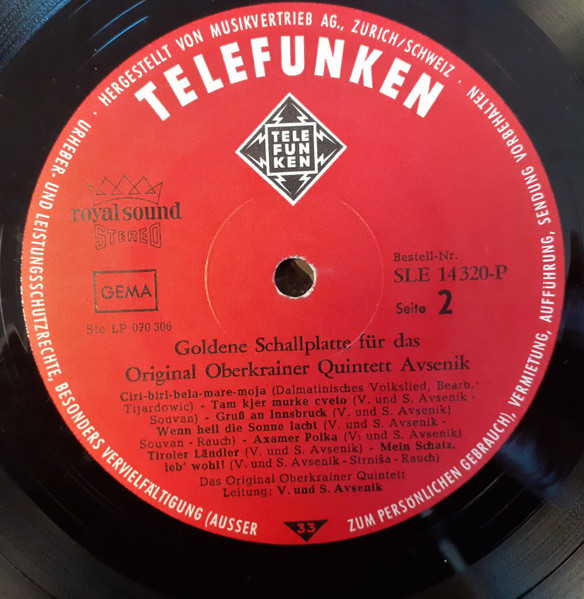 URHEBER- UND LEISTUNGSSCHUTZRECHTE, BESONDERS VERVIELFÄLTIGUNG (AUSSER ZUM PERSÖNLICHEN GEBRAUCH), VERMIETUNG, AUFFÜHRUNG, SENDUNG VORBEHALTEN · HERGESTELLT VON MUSIKVERTRIEB AG., ZÜRICH/SCHWEIZ ·
TELEFUNKEN
TELE
FUN
KEN
royal sound
STEREO
GEMA
Ste LP 070 306
Bestell-Nr.
SLE 14 320-P
Seite 2
Goldene Schallplatte für das
Original Oberkrainer Quintett Avsenik
Ciri-biri-bela-mare-moja (Dalmatinisches Volkslied, Bearb.:
Tijardowic) - Tam kjer murke cveto (V. und S. Avsenik -
Souvan) - Gruß an Innsbruck (V. und S. Avsenik)
Wenn hell die Sonne lacht (V. und S. Avsenik -
Souvan - Rauch) - Axamer Polka (V. und S. Avsenik)
Tiroler Ländler (V. und S. Avsenik) - Mein Schatz,
leb' wohl! (V. und S. Avsenik - Strniša - Rauch)
Das Original Oberkrainer Quintett
Leitung: V. und S. Avsenik
33